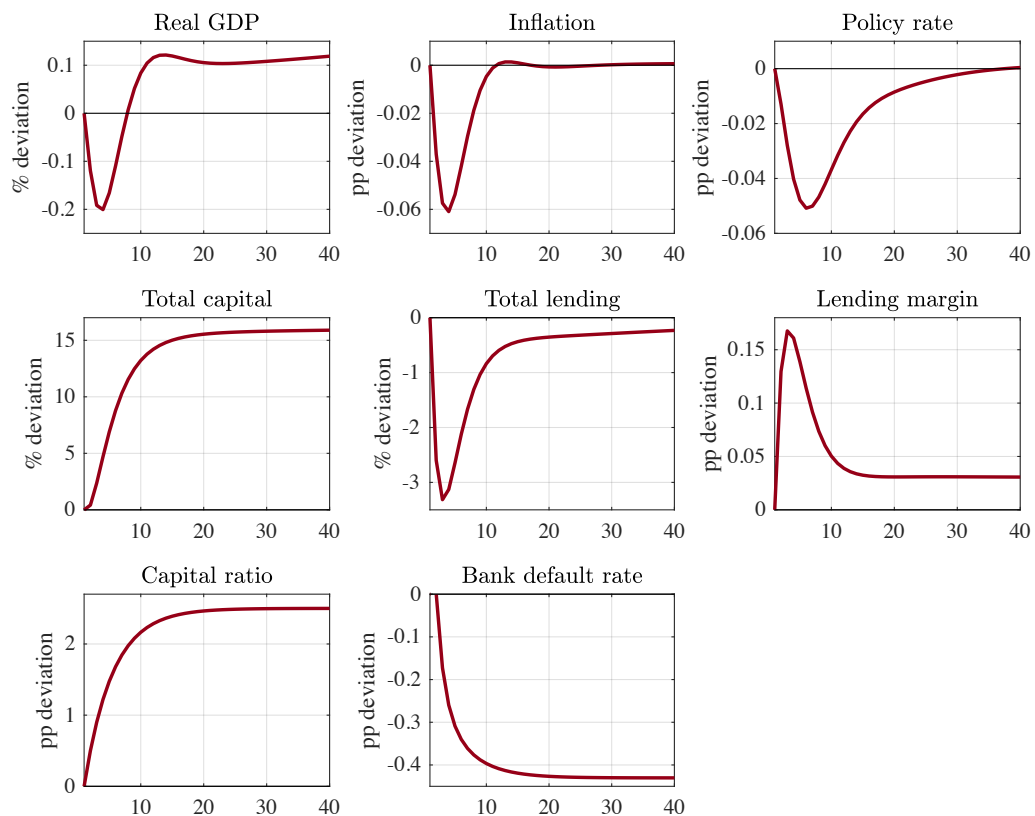 Real GDP
% deviation
0.1
0
-0.1
-0.2
10 20 30 40
Inflation
pp deviation
0
-0.02
-0.04
-0.06
10 20 30 40
Policy rate
pp deviation
0
-0.02
-0.04
-0.06
10 20 30 40
Total capital
% deviation
15
10
5
0
10 20 30 40
Total lending
% deviation
0
-1
-2
-3
10 20 30 40
Lending margin
pp deviation
0.15
0.1
0.05
0
10 20 30 40
Capital ratio
pp deviation
2
1
0
10 20 30 40
Bank default rate
pp deviation
0
-0.1
-0.2
-0.3
-0.4
10 20 30 40